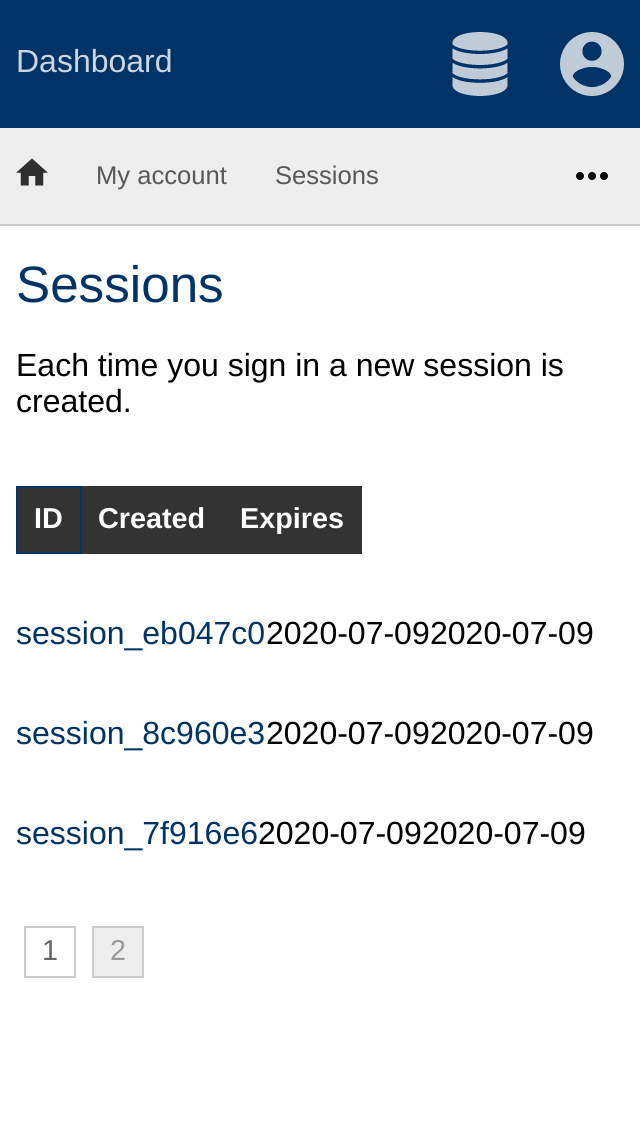 Dashboard
My account Sessions
Sessions
Each time you sign in a new session is
created.
ID Created Expires
session_eb047c02020-07-092020-07-09
session_8c960e32020-07-092020-07-09
session_7f916e62020-07-092020-07-09
1 2